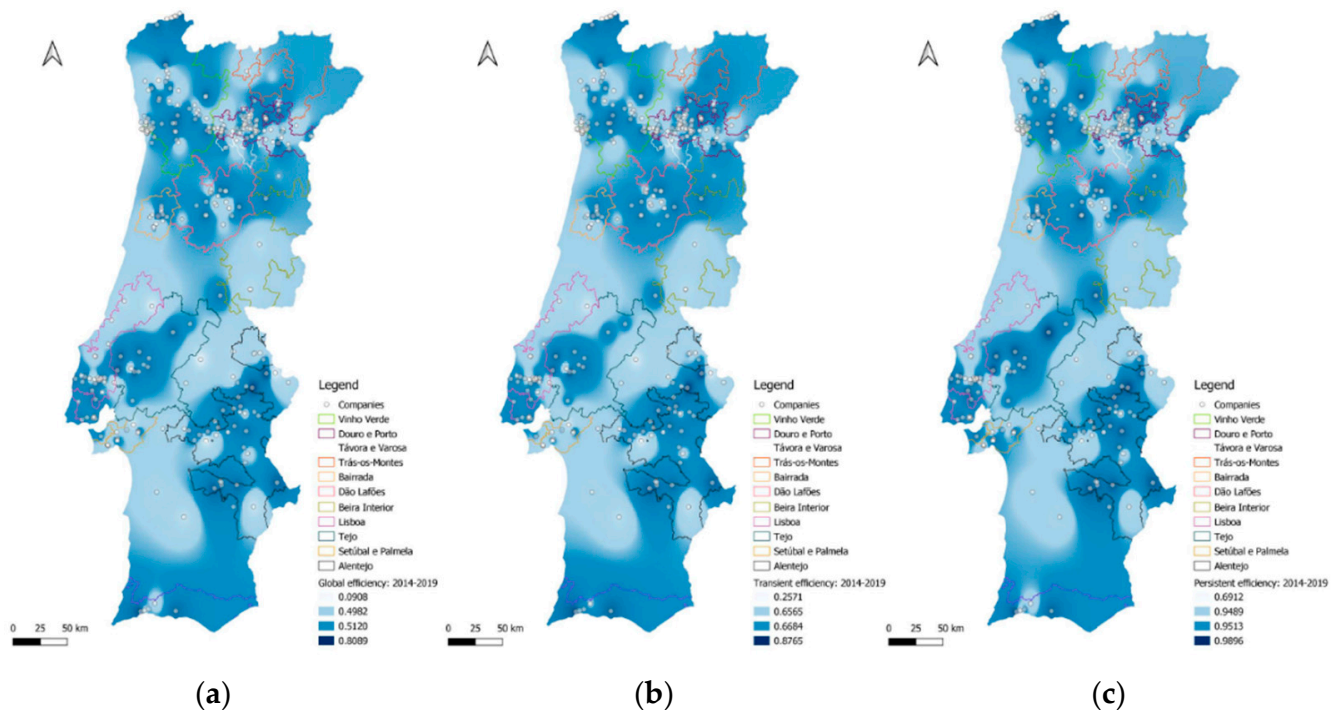 Legend
Companies
Vinho Verde
Douro e Porto
Távora e Varosa
Trás-os-Montes
Bairrada
Dão Lafões
Beira Interior
Lisboa
Tejo
Setúbal e Palmela
Alentejo
Global efficiency: 2014-2019
0.0908
0.4982
0.5120
0.8089
0 25 50 km
(a)
Legend
Companies
Vinho Verde
Douro e Porto
Távora e Varosa
Trás-os-Montes
Bairrada
Dão Lafões
Beira Interior
Lisboa
Tejo
Setúbal e Palmela
Alentejo
Transient efficiency: 2014-2019
0.2571
0.6565
0.6684
0.8765
0 25 50 km
(b)
Legend
Companies
Vinho Verde
Douro e Porto
Távora e Varosa
Trás-os-Montes
Bairrada
Dão Lafões
Beira Interior
Lisboa
Tejo
Setúbal e Palmela
Alentejo
Persistent efficiency: 2014-2019
0.6912
0.9489
0.9513
0.9896
0 25 50 km
(c)